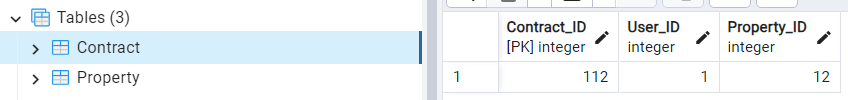 Tables (3)
Contract
Property
Contract_ID
[PK] integer
User_ID
integer
Property_ID
integer
1
112
1
12